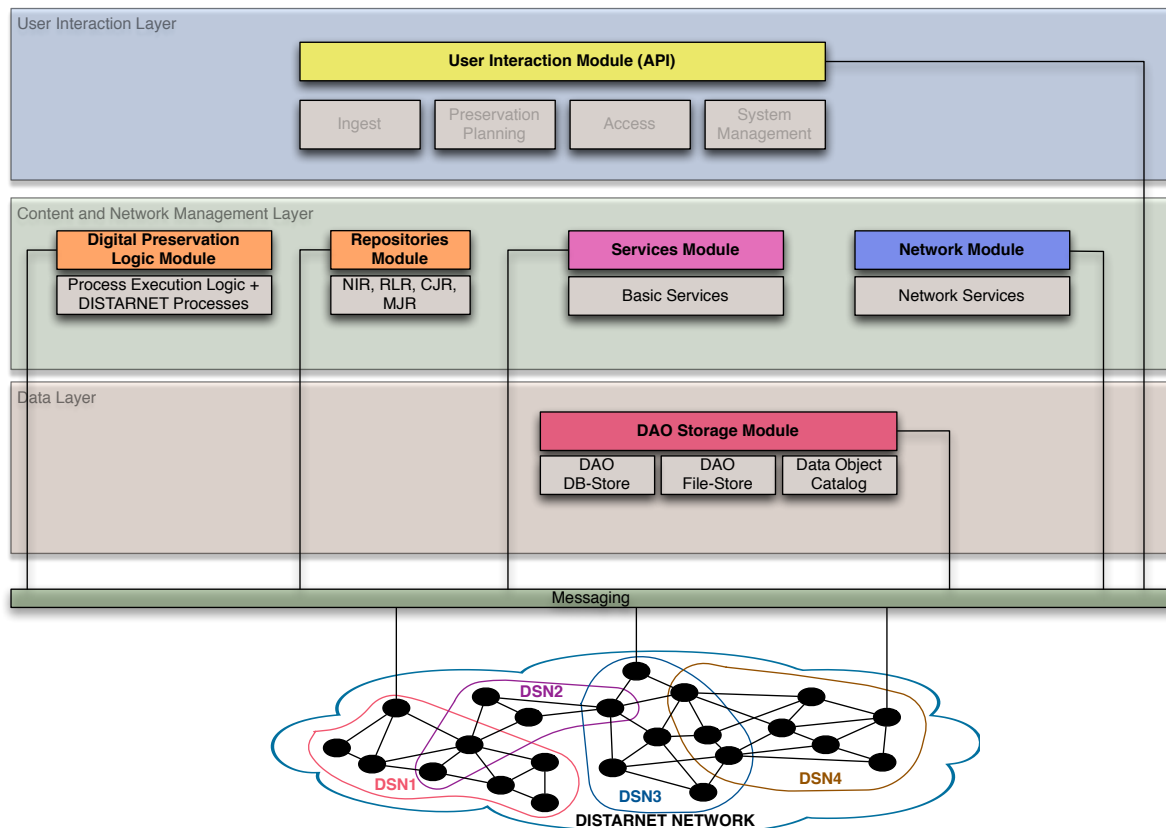 User Interaction Layer
User Interaction Module (API)
Ingest
Preservation
Planning
Access
System
Management
Content and Network Management Layer
Digital Preservation
Logic Module
Process Execution Logic +
DISTARNET Processes
Repositories
Module
NIR, RLR, CJR,
MJR
Services Module
Basic Services
Network Module
Network Services
Data Layer
DAO Storage Module
DAO
DB-Store
DAO
File-Store
Data Object
Catalog
Messaging
DSN1
DSN2
DSN3
DSN4
DISTARNET NETWORK